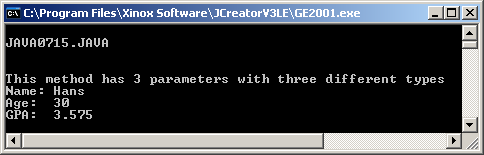 C:\Program Files\Xinox Software\JCreatorV3LE\GE2001.exe
JAVA0715.JAVA
This method has 3 parameters with three different types
Name: Hans
Age:  30
GPA:  3.575